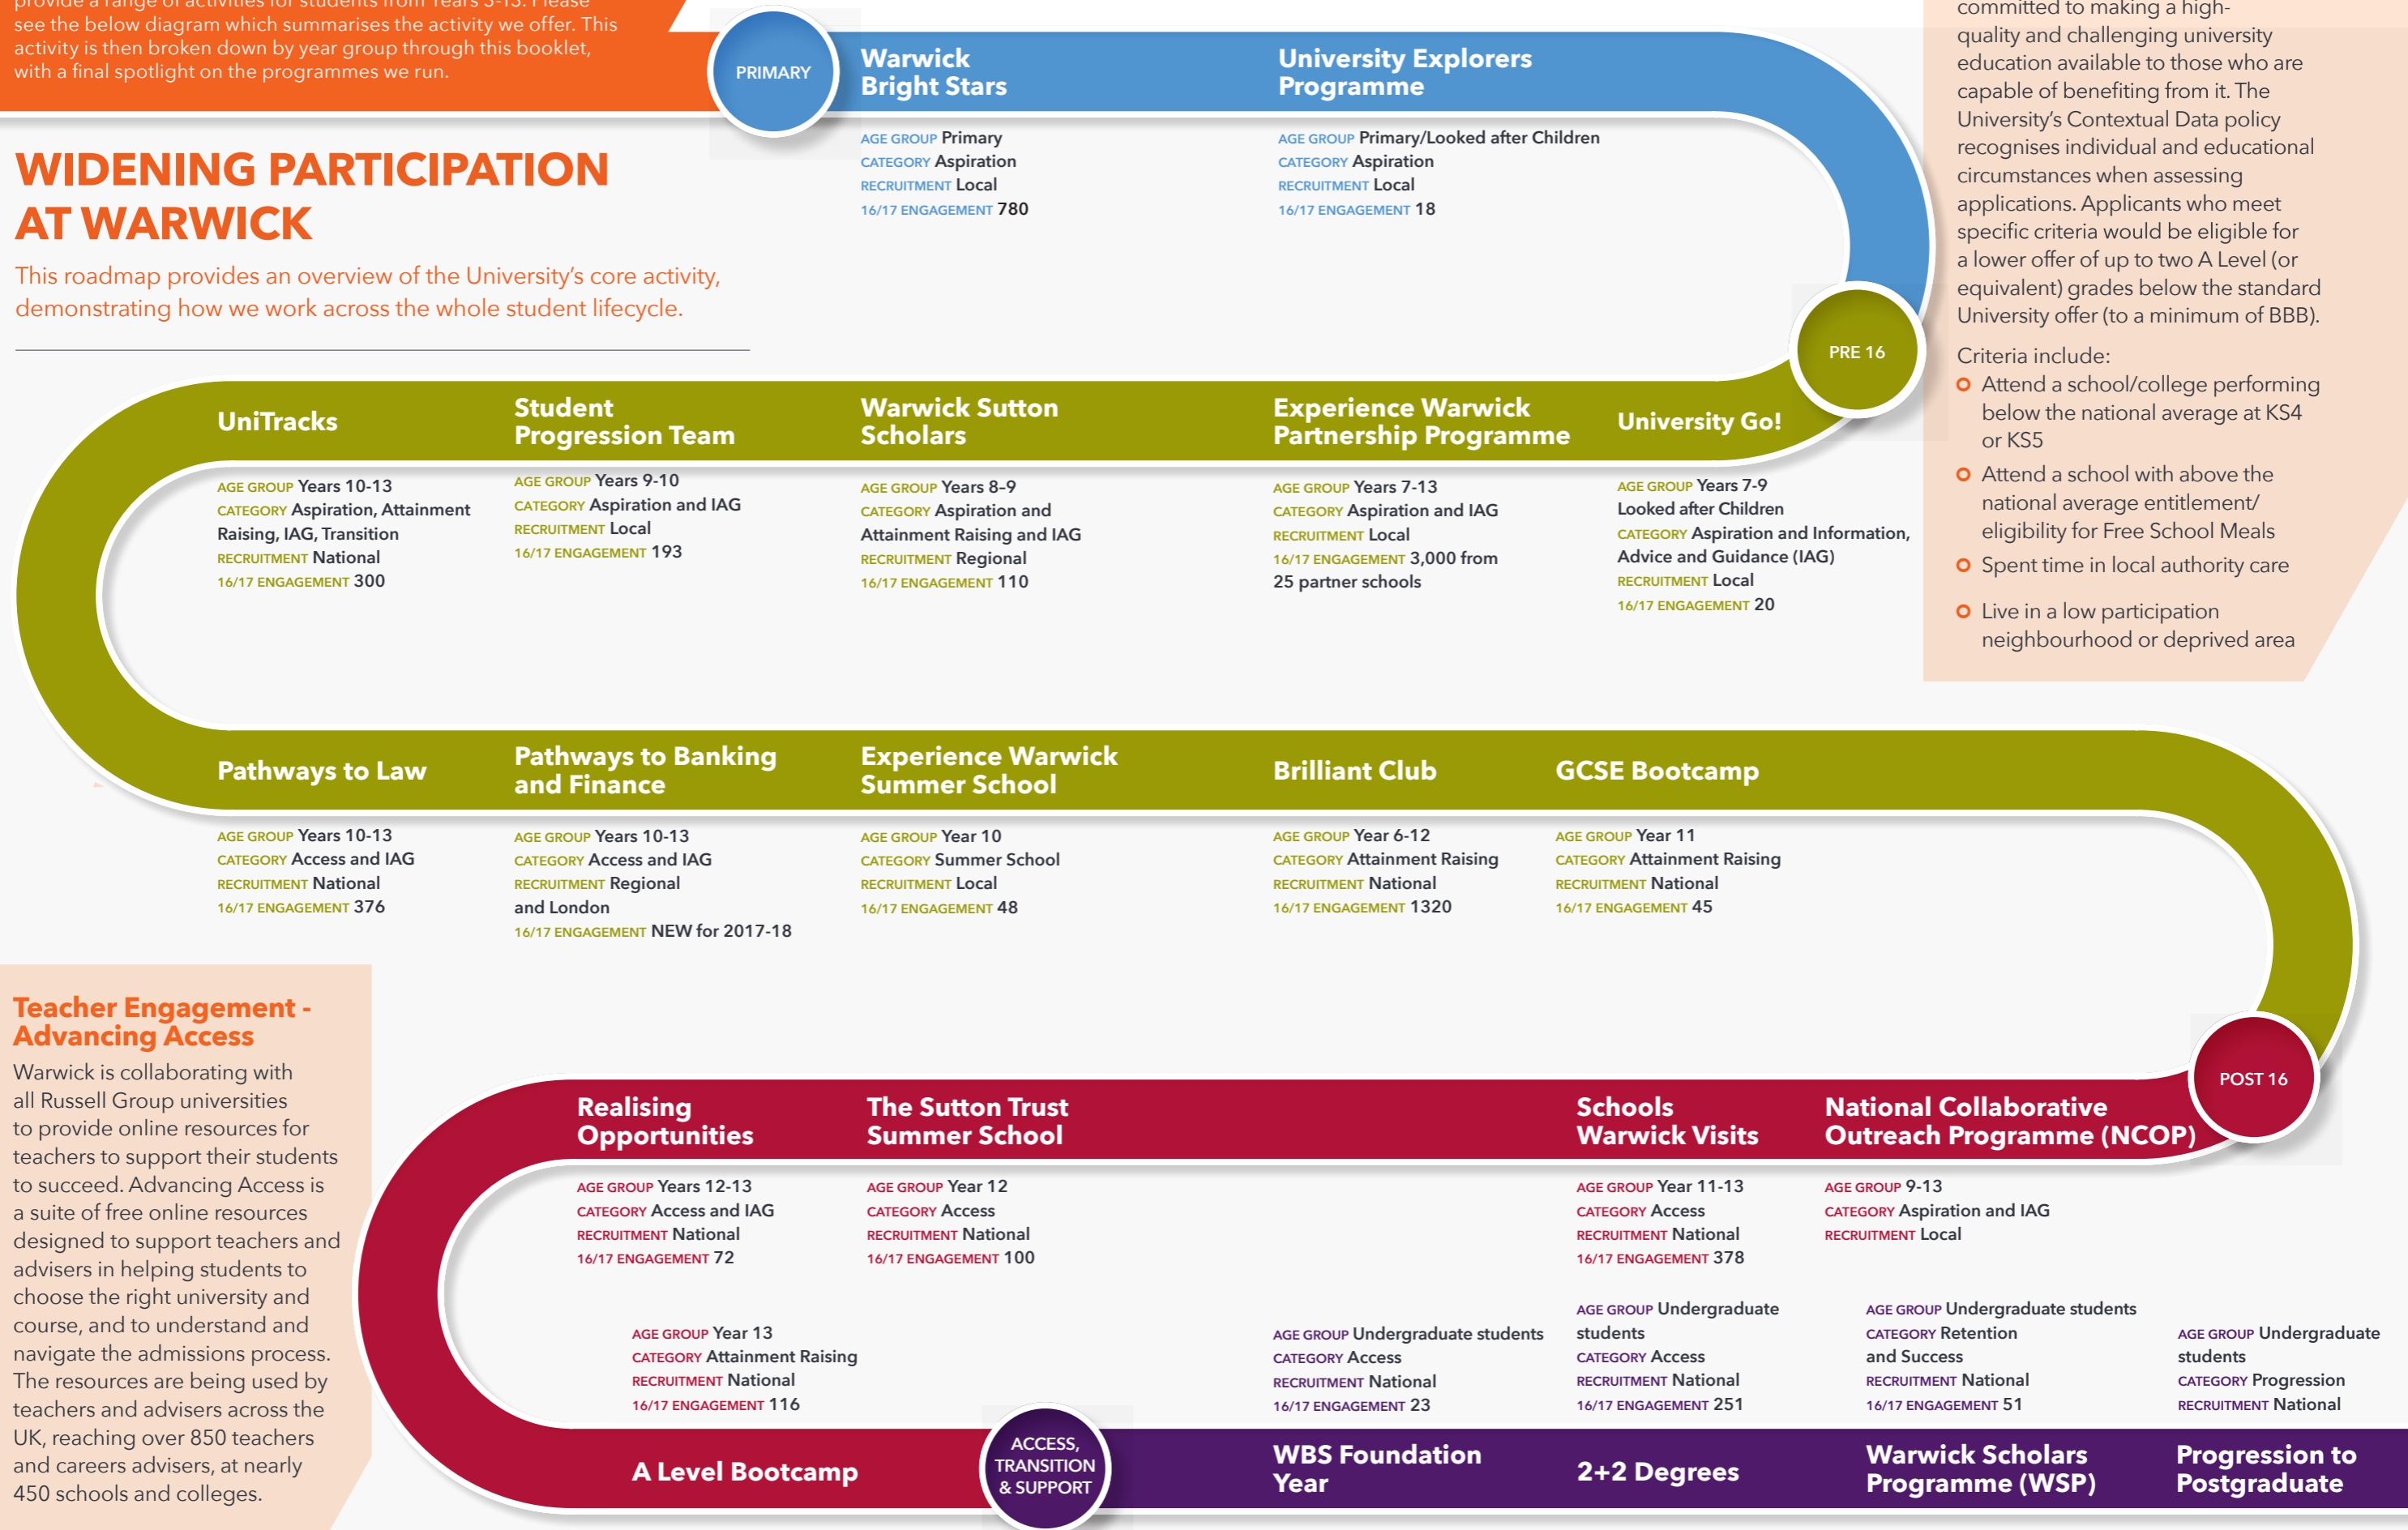 provide a range of activities for students from Years 5-13. Please
see the below diagram which summarises the activity we offer. This
activity is then broken down by year group through this booklet,
with a final spotlight on the programmes we run.
WIDENING PARTICIPATION
AT WARWICK
This roadmap provides an overview of the University's core activity,
demonstrating how we work across the whole student lifecycle.
PRIMARY
Warwick
Bright Stars
AGE GROUP Primary
CATEGORY Aspiration
RECRUITMENT Local
16/17 ENGAGEMENT 780
University Explorers
Programme
AGE GROUP Primary/Looked after Children
CATEGORY Aspiration
RECRUITMENT Local
16/17 ENGAGEMENT 18
committed to making a high-
quality and challenging university
education available to those who are
capable of benefiting from it. The
University's Contextual Data policy
recognises individual and educational
circumstances when assessing
applications. Applicants who meet
specific criteria would be eligible for
a lower offer of up to two A Level (or
equivalent) grades below the standard
University offer (to a minimum of BBB).
Criteria include:
Attend a school/college performing
below the national average at KS4
or KS5
Attend a school with above the
national average entitlement/
eligibility for Free School Meals
Spent time in local authority care
Live in a low participation
neighbourhood or deprived area
PRE 16
UniTracks
AGE GROUP Years 10-13
CATEGORY Aspiration, Attainment
Raising, IAG, Transition
RECRUITMENT National
16/17 ENGAGEMENT 300
Student
Progression Team
AGE GROUP Years 9-10
CATEGORY Aspiration and IAG
RECRUITMENT Local
16/17 ENGAGEMENT 193
Warwick Sutton
Scholars
AGE GROUP Years 8–9
CATEGORY Aspiration and
Attainment Raising and IAG
RECRUITMENT Regional
16/17 ENGAGEMENT 110
Experience Warwick
Partnership Programme
AGE GROUP Years 7-13
CATEGORY Aspiration and IAG
RECRUITMENT Local
16/17 ENGAGEMENT 3,000 from
25 partner schools
University Go!
AGE GROUP Years 7-9
Looked after Children
CATEGORY Aspiration and Information,
Advice and Guidance (IAG)
RECRUITMENT Local
16/17 ENGAGEMENT 20
Pathways to Law
AGE GROUP Years 10-13
CATEGORY Access and IAG
RECRUITMENT National
16/17 ENGAGEMENT 376
Pathways to Banking
and Finance
AGE GROUP Years 10-13
CATEGORY Access and IAG
RECRUITMENT Regional
and London
16/17 ENGAGEMENT NEW for 2017-18
Experience Warwick
Summer School
AGE GROUP Year 10
CATEGORY Summer School
RECRUITMENT Local
16/17 ENGAGEMENT 48
Brilliant Club
AGE GROUP Year 6-12
CATEGORY Attainment Raising
RECRUITMENT National
16/17 ENGAGEMENT 1320
GCSE Bootcamp
AGE GROUP Year 11
CATEGORY Attainment Raising
RECRUITMENT National
16/17 ENGAGEMENT 45
Teacher Engagement -
Advancing Access
Warwick is collaborating with
all Russell Group universities
to provide online resources for
teachers to support their students
to succeed. Advancing Access is
a suite of free online resources
designed to support teachers and
advisers in helping students to
choose the right university and
course, and to understand and
navigate the admissions process.
The resources are being used by
teachers and advisers across the
UK, reaching over 850 teachers
and careers advisers, at nearly
450 schools and colleges.
POST 16
Realising
Opportunities
AGE GROUP Years 12-13
CATEGORY Access and IAG
RECRUITMENT National
16/17 ENGAGEMENT 72
The Sutton Trust
Summer School
AGE GROUP Year 12
CATEGORY Access
RECRUITMENT National
16/17 ENGAGEMENT 100
Schools
Warwick Visits
AGE GROUP Year 11-13
CATEGORY Access
RECRUITMENT National
16/17 ENGAGEMENT 378
National Collaborative
Outreach Programme (NCOP)
AGE GROUP 9-13
CATEGORY Aspiration and IAG
RECRUITMENT Local
AGE GROUP Year 13
CATEGORY Attainment Raising
RECRUITMENT National
16/17 ENGAGEMENT 116
A Level Bootcamp
ACCESS,
TRANSITION
& SUPPORT
AGE GROUP Undergraduate students
CATEGORY Access
RECRUITMENT National
16/17 ENGAGEMENT 23
WBS Foundation
Year
AGE GROUP Undergraduate
students
CATEGORY Access
RECRUITMENT National
16/17 ENGAGEMENT 251
2+2 Degrees
AGE GROUP Undergraduate students
CATEGORY Retention
and Success
RECRUITMENT National
16/17 ENGAGEMENT 51
Warwick Scholars
Programme (WSP)
AGE GROUP Undergraduate
students
CATEGORY Progression
RECRUITMENT National
Progression to
Postgraduate